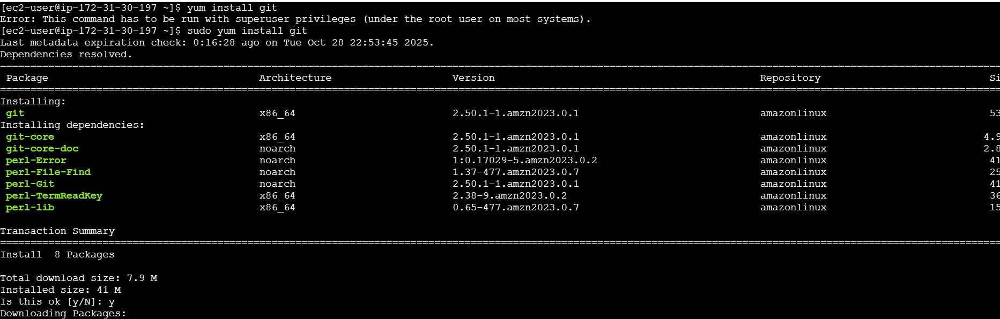 [ec2-user@ip-172-31-30-197 ~]$ yum install git
Error: This command has to be run with superuser privileges (under the root user on most systems).
[ec2-user@ip-172-31-30-197 ~]$ sudo yum install git
Last metadata expiration check: 0:16:28 ago on Tue Oct 28 22:53:45 2025.
Dependencies resolved.
Package Architecture Version Repository Si
Installing:
git x86_64 2.50.1-1.amzn2023.0.1 amazonlinux 53
Installing dependencies:
git-core x86_64 2.50.1-1.amzn2023.0.1 amazonlinux 4.9
git-core-doc noarch 2.50.1-1.amzn2023.0.1 amazonlinux 2.8
perl-Error noarch 1:0.17029-5.amzn2023.0.2 amazonlinux 41
perl-File-Find noarch 1.37-477.amzn2023.0.7 amazonlinux 25
perl-Git noarch 2.50.1-1.amzn2023.0.1 amazonlinux 41
perl-TermReadKey x86_64 2.38-9.amzn2023.0.2 amazonlinux 36
perl-lib x86_64 0.65-477.amzn2023.0.7 amazonlinux 15
Transaction Summary
Install 8 Packages
Total download size: 7.9 M
Installed size: 41 M
Is this ok [y/N]: y
Downloading Packages: